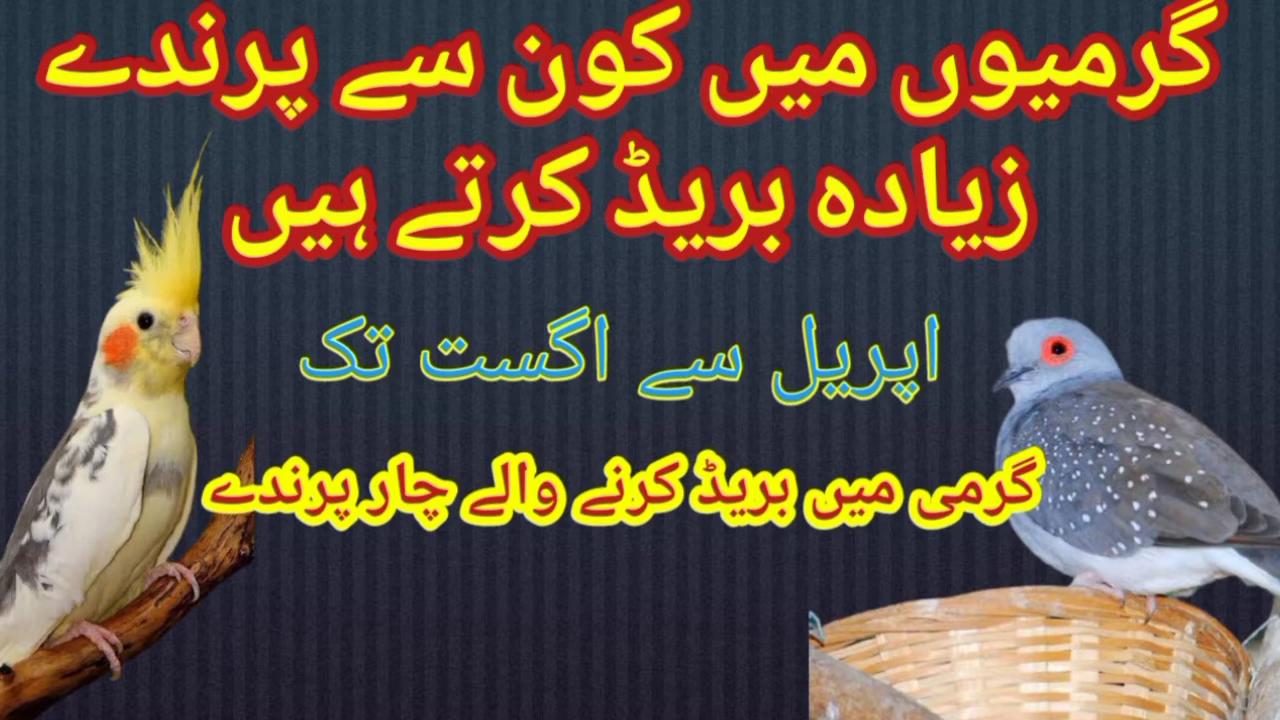 گرمیوں میں کون سے پرندے
زیادہ بریڈ کرتے ہیں
اپریل سے اگست تک
گرمی میں بریڈ کرنے والے چار پرندے